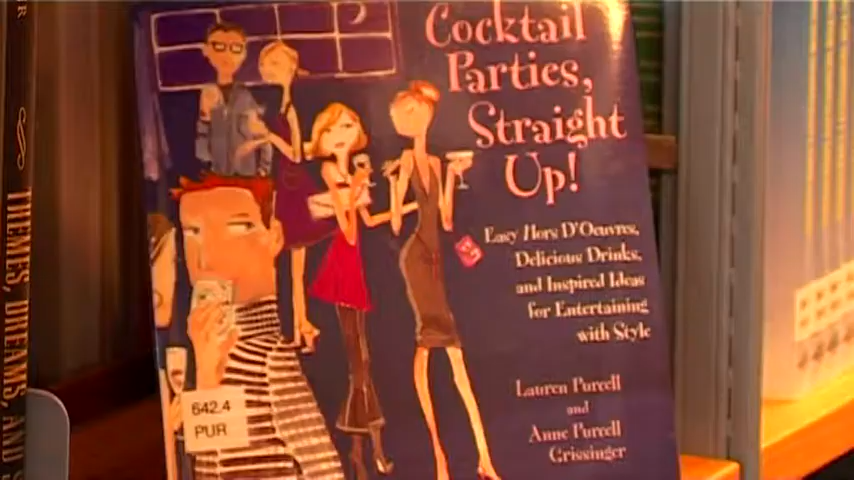 Cocktail
Parties,
Straight
Up!
Easy Hors D'Oeuvres,
Delicious Drinks,
and Inspired Ideas
for Entertaining
with Style
Lauren Purcell
and
Anne Purcell
Grissinger
642.4
PUR
THEMES, DREAMS, AND